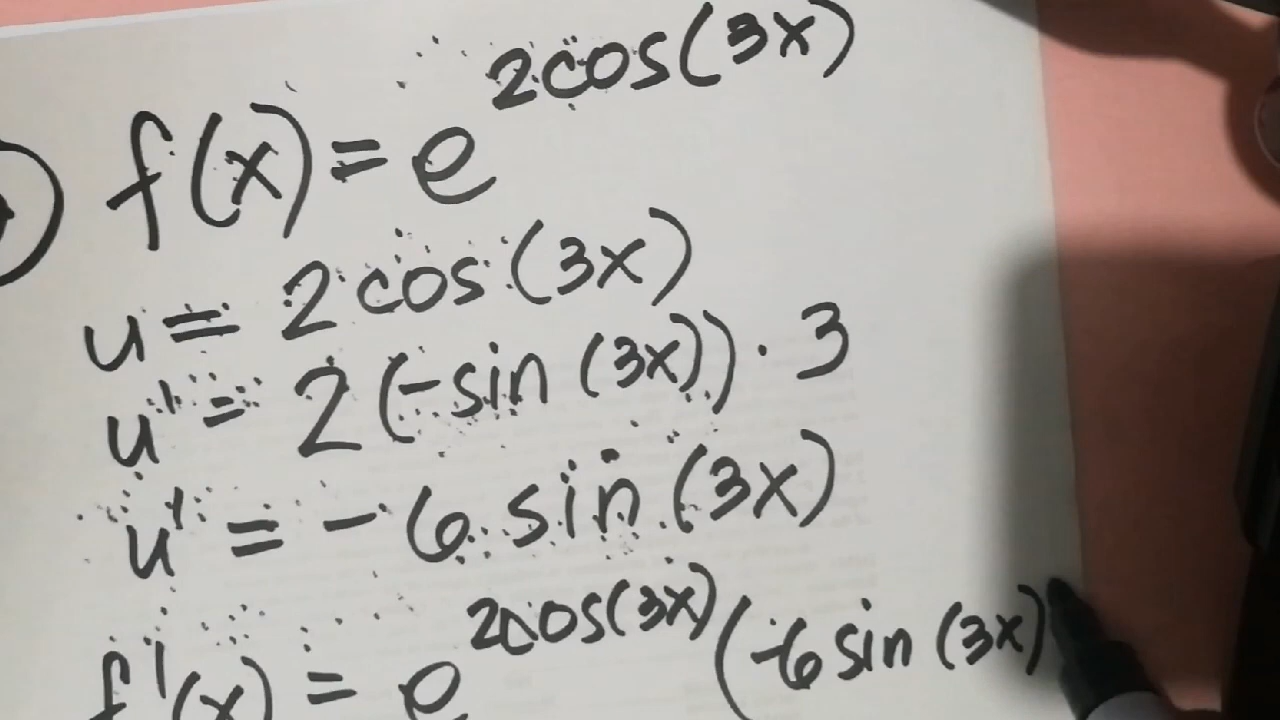 f(x) = e^{2cos(3x)}
u = 2cos(3x)
u' = 2(-sin(3x)) · 3
u' = -6 sin(3x)
f'(x) = e^{2cos(3x)}(-6 sin(3x)